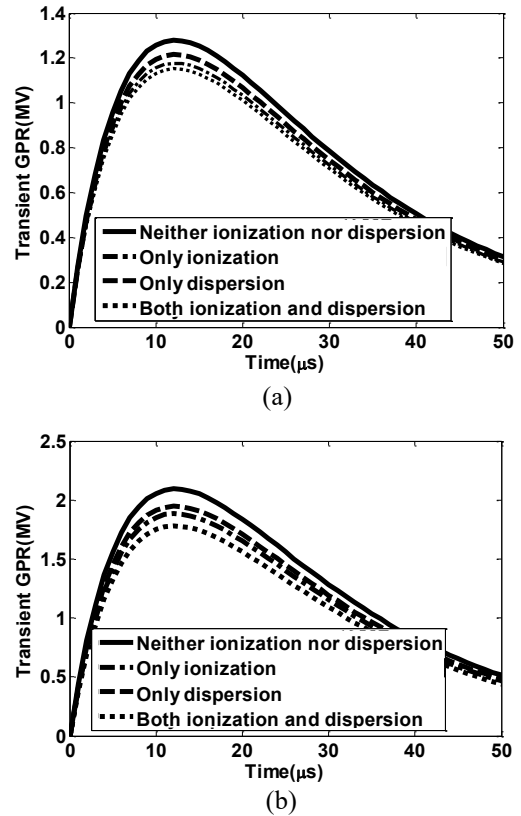 1.4
1.2
1
0.8
0.6
0.4
0.2
0
Transient GPR(MV)
Neither ionization nor dispersion
Only ionization
Only dispersion
Both ionization and dispersion
0 10 20 30 40 50
Time(μs)
(a)
2.5
2
1.5
1
0.5
0
Transient GPR(MV)
Neither ionization nor dispersion
Only ionization
Only dispersion
Both ionization and dispersion
0 10 20 30 40 50
Time(μs)
(b)